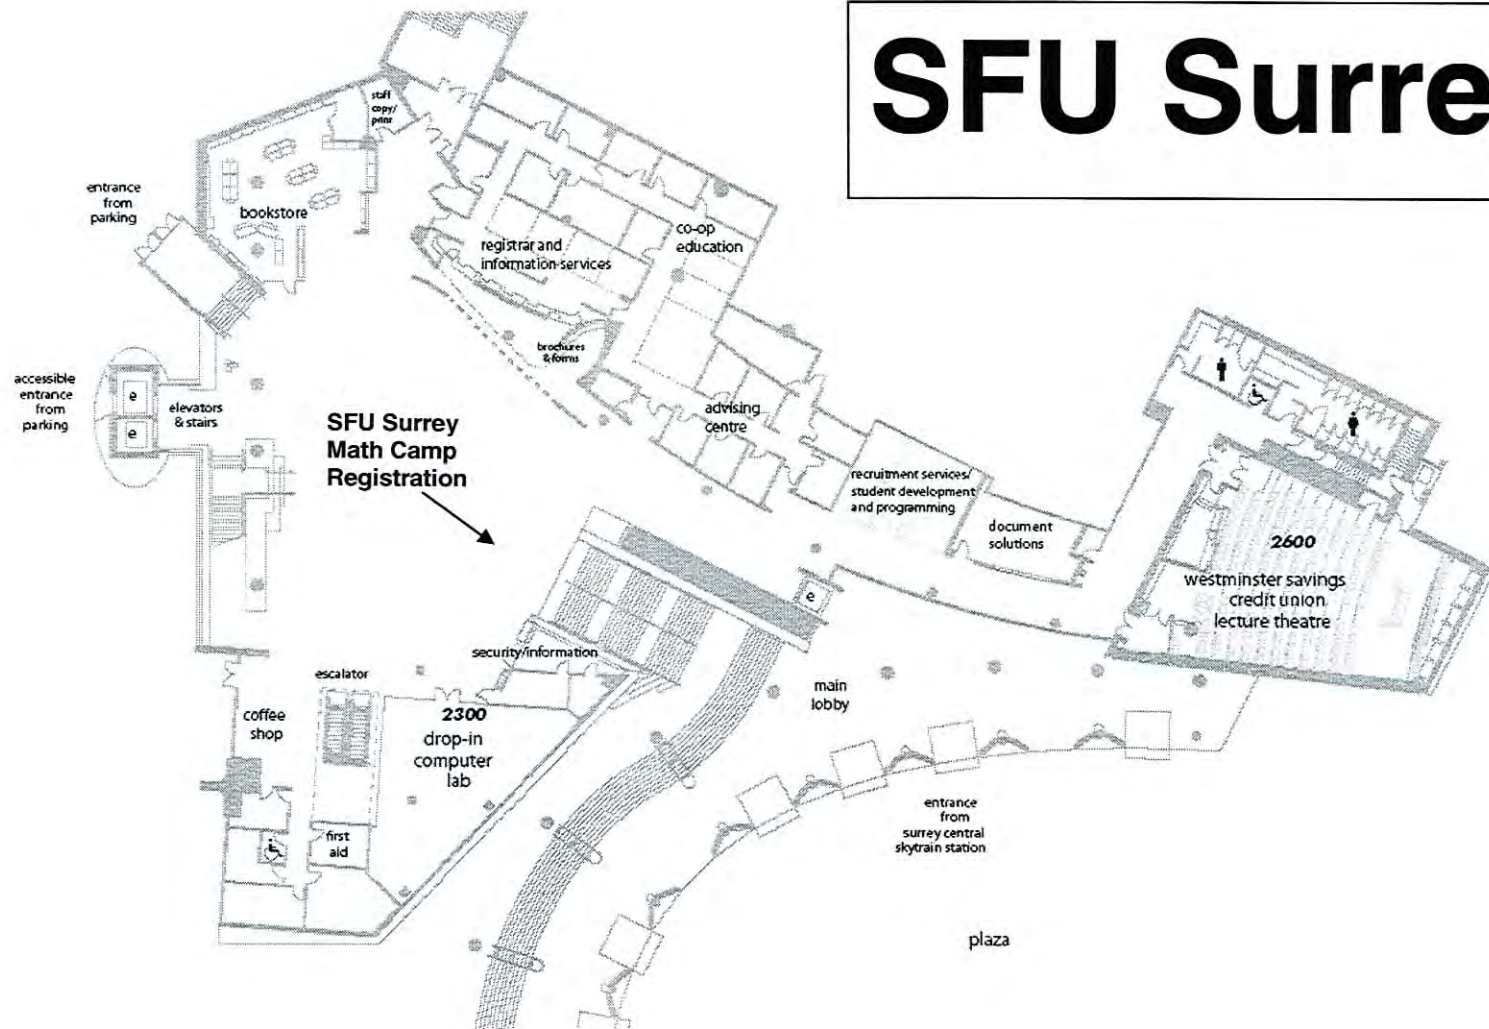 SFU Surre
staff
copy/
print
entrance
from
parking
bookstore
co-op
education
registrar and
information services
brochures
& forms
accessible
entrance
from
parking
e
e
elevators
& stairs
SFU Surrey
Math Camp
Registration
advising
centre
recruitment services/
student development
and programming
document
solutions
2600
westminster savings
credit union
lecture theatre
e
security/information
escalator
main
lobby
coffee
shop
2300
drop-in
computer
lab
first
aid
entrance
from
surrey central
skytrain station
plaza